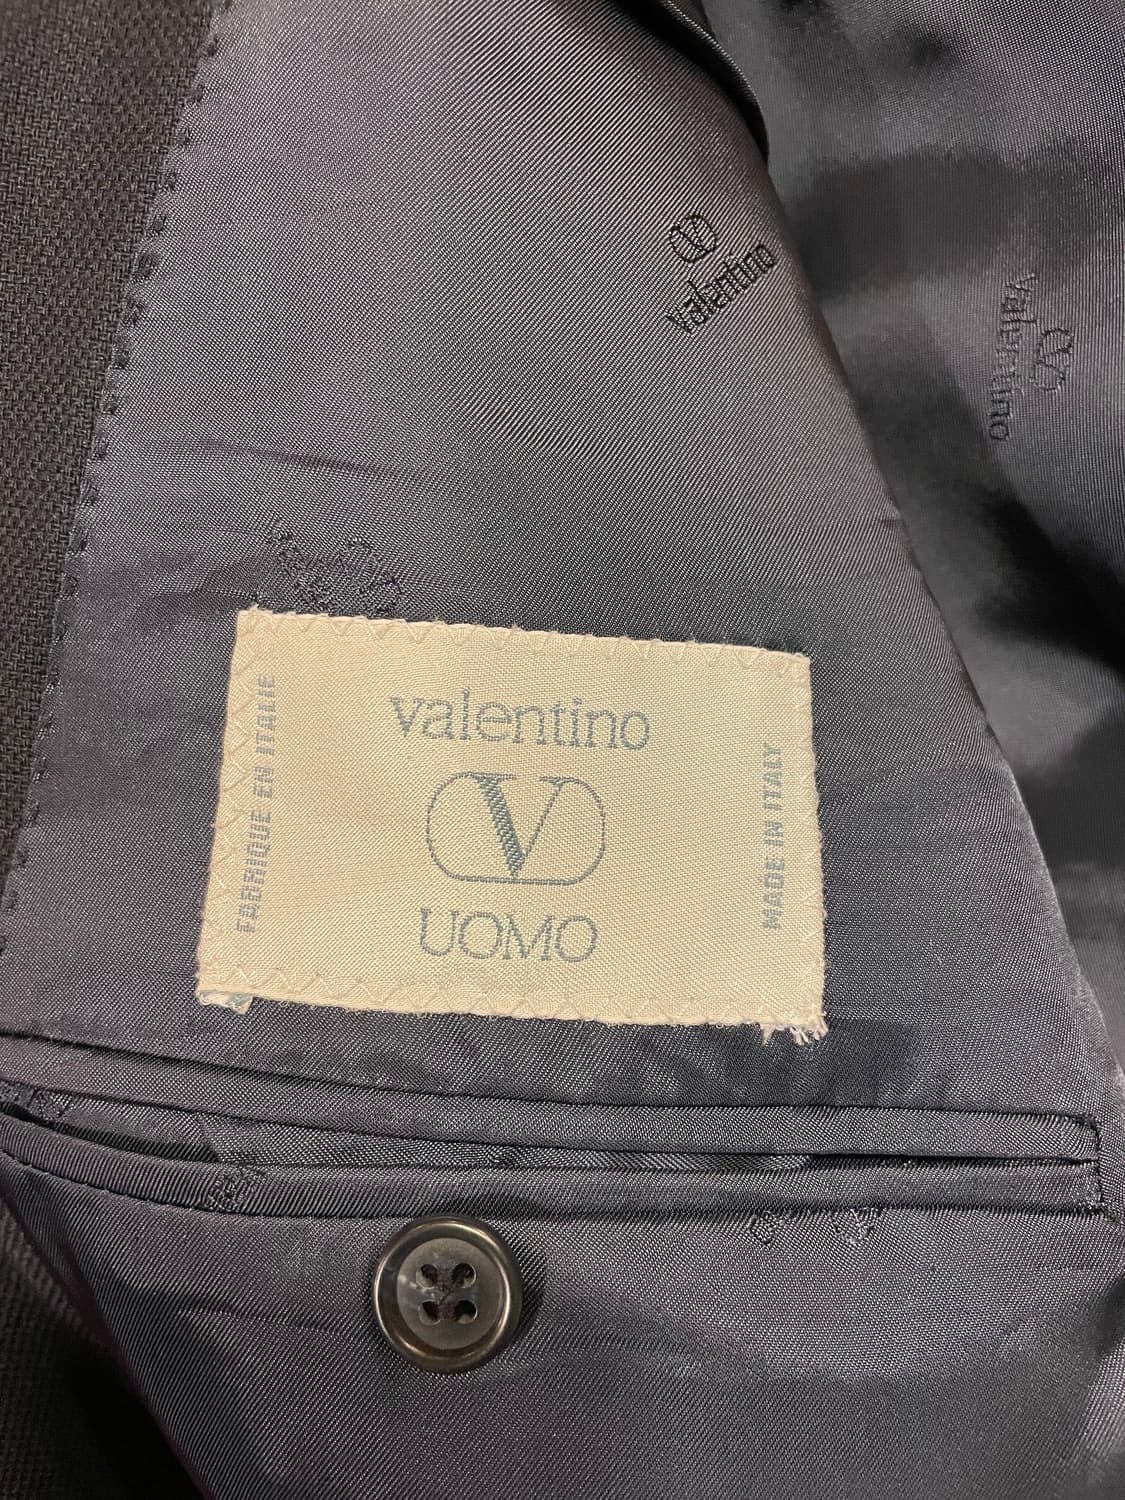 valentino
valentino
FABRIQUE EN ITALIE
valentino
V
UOMO
MADE IN ITALY